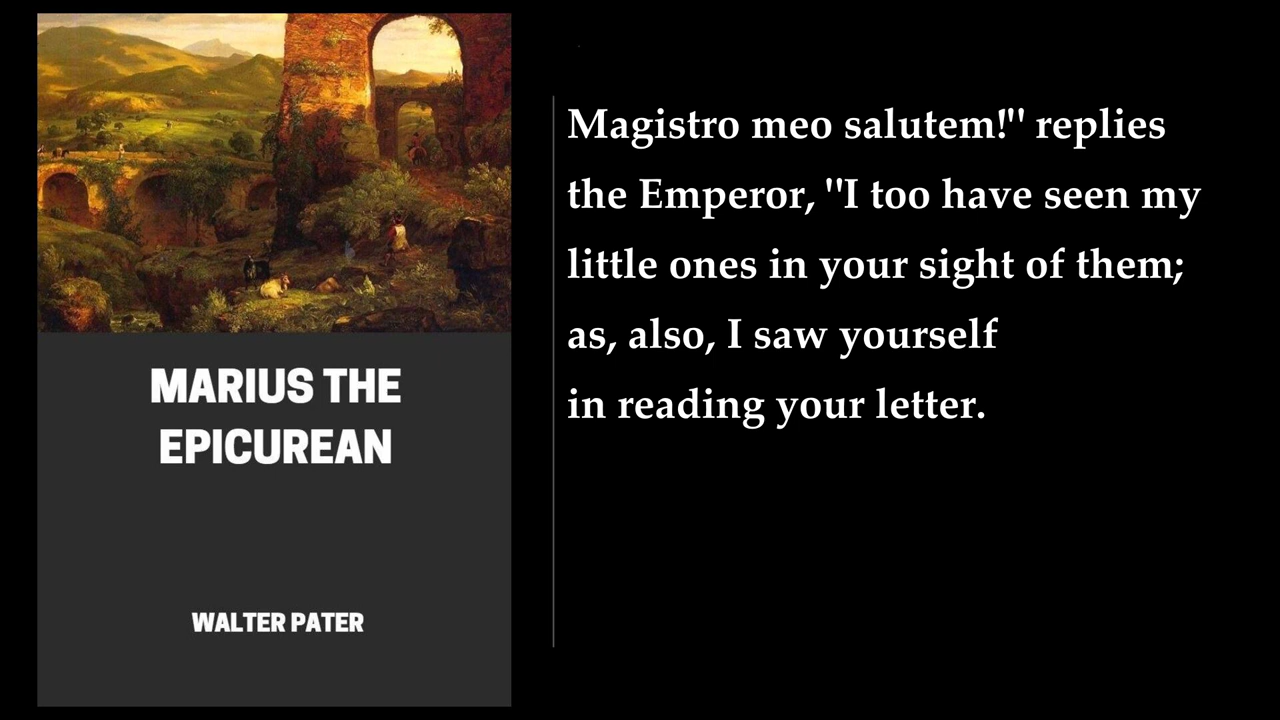 MARIUS THE
EPICUREAN
WALTER PATER
Magistro meo salutem!" replies
the Emperor, "I too have seen my
little ones in your sight of them;
as, also, I saw yourself
in reading your letter.